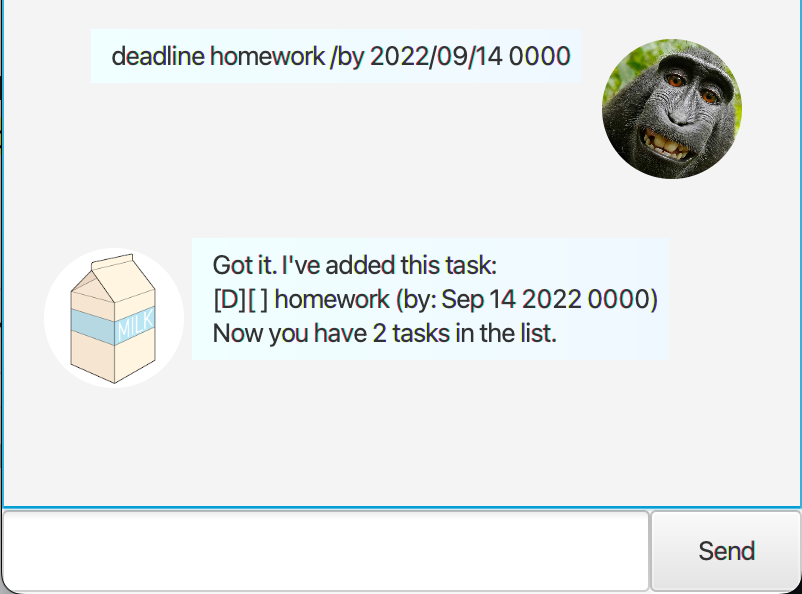 deadline homework /by 2022/09/14 0000
Got it. I've added this task:
[D][ ] homework (by: Sep 14 2022 0000)
Now you have 2 tasks in the list.
MILK
Send